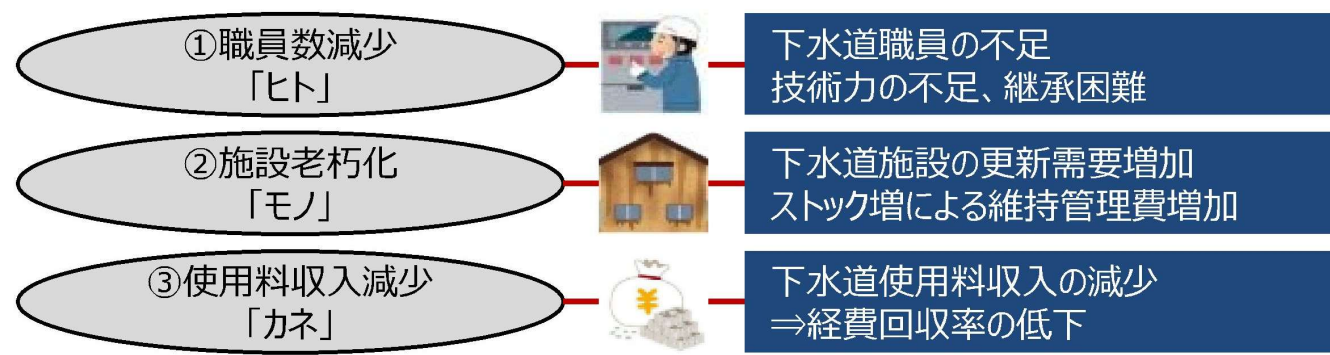 ①職員数減少
「ヒト」
下水道職員の不足
技術力の不足、継承困難
②施設老朽化
「モノ」
下水道施設の更新需要増加
ストック増による維持管理費増加
③使用料収入減少
「カネ」
¥
下水道使用料収入の減少
⇒経費回収率の低下